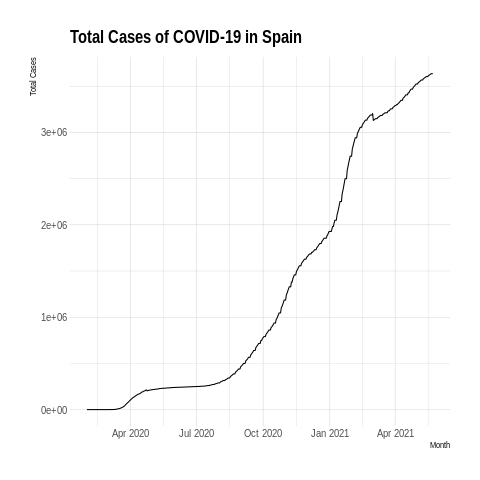 Total Cases of COVID-19 in Spain
Total Cases
3e+06
2e+06
1e+06
0e+00
Apr 2020 Jul 2020 Oct 2020 Jan 2021 Apr 2021
Month